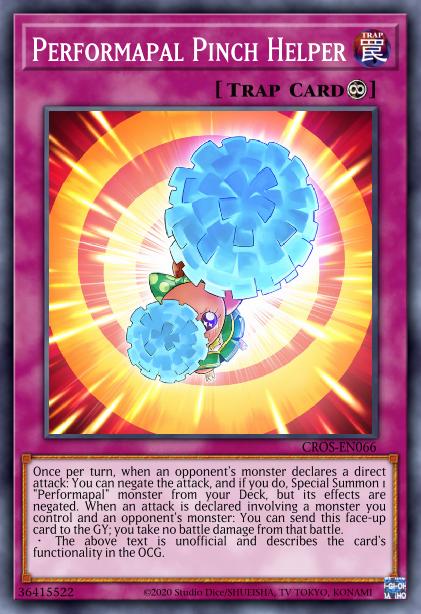 PERFORMAPAL PINCH HELPER
TRAP
罠
[TRAP CARD ]
CROS-EN066
Once per turn, when an opponent's monster declares a direct
attack: You can negate the attack, and if you do, Special Summon 1
"Performapal" monster from your Deck, but its effects are
negated. When an attack is declared involving a monster you
control and an opponent's monster: You can send this face-up
card to the GY; you take no battle damage from that battle.
· The above text is unofficial and describes the card's
functionality in the OCG.
36415522
©2020 Studio Dice/SHUEISHA, TV TOKYO, KONAMI